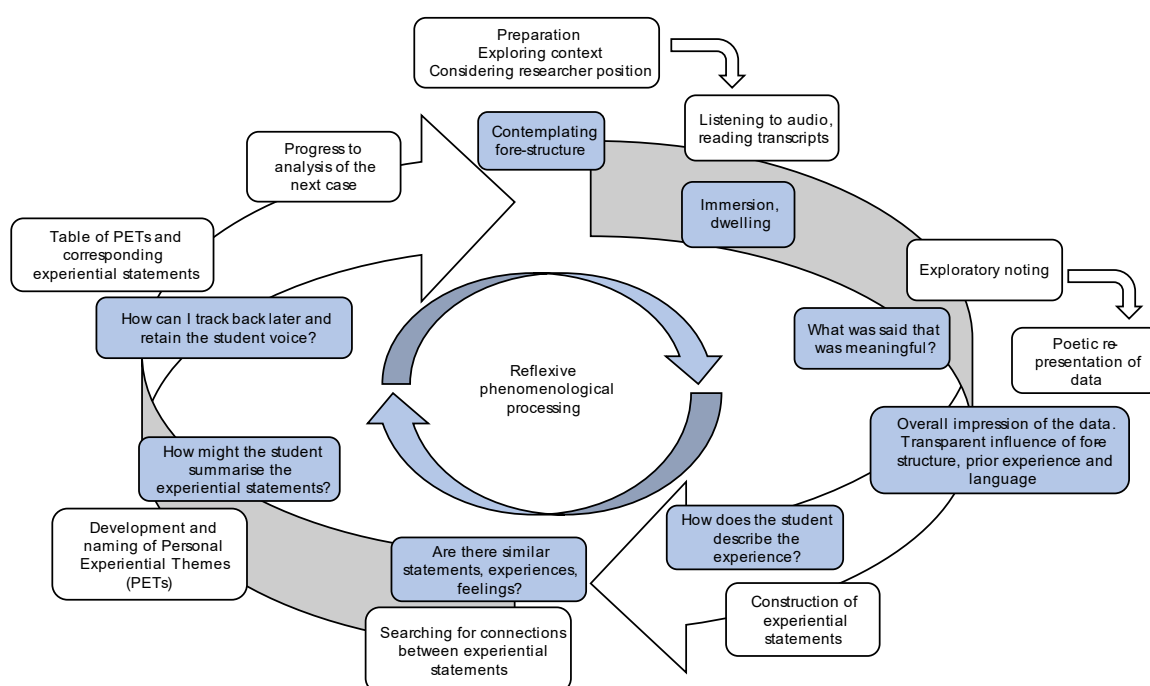 Preparation
Exploring context
Considering researcher position
Listening to audio,
reading transcripts
Contemplating
fore-structure
Immersion,
dwelling
Exploratory noting
What was said that
was meaningful?
Poetic re-
presentation of
data
Overall impression of the data.
Transparent influence of fore
structure, prior experience and
language
How does the student
describe the
experience?
Construction of
experiential
statements
Are there similar
statements, experiences,
feelings?
Searching for connections
between experiential
statements
How might the student
summarise the
experiential statements?
Development and
naming of Personal
Experiential Themes
(PETs)
How can I track back later and
retain the student voice?
Table of PETs and
corresponding
experiential statements
Progress to
analysis of the
next case
Reflexive
phenomenological
processing